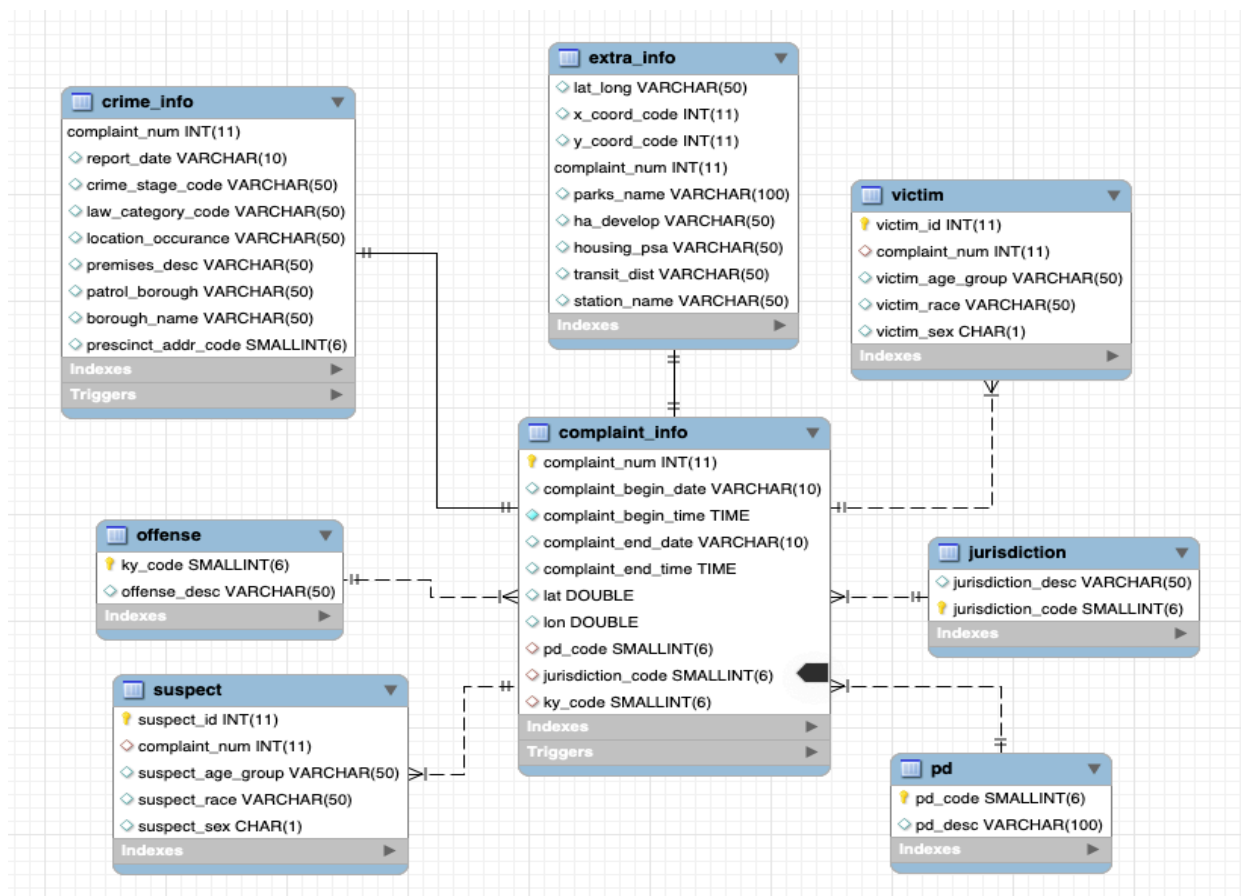 extra_info
lat_long VARCHAR(50)
x_coord_code INT(11)
y_coord_code INT(11)
complaint_num INT(11)
parks_name VARCHAR(100)
ha_develop VARCHAR(50)
housing_psa VARCHAR(50)
transit_dist VARCHAR(50)
station_name VARCHAR(50)
Indexes
crime_info
complaint_num INT(11)
report_date VARCHAR(10)
crime_stage_code VARCHAR(50)
law_category_code VARCHAR(50)
location_occurance VARCHAR(50)
premises_desc VARCHAR(50)
patrol_borough VARCHAR(50)
borough_name VARCHAR(50)
prescinct_addr_code SMALLINT(6)
Indexes
Triggers
victim
victim_id INT(11)
complaint_num INT(11)
victim_age_group VARCHAR(50)
victim_race VARCHAR(50)
victim_sex CHAR(1)
Indexes
complaint_info
complaint_num INT(11)
complaint_begin_date VARCHAR(10)
complaint_begin_time TIME
complaint_end_date VARCHAR(10)
complaint_end_time TIME
lat DOUBLE
lon DOUBLE
pd_code SMALLINT(6)
jurisdiction_code SMALLINT(6)
ky_code SMALLINT(6)
Indexes
Triggers
offense
ky_code SMALLINT(6)
offense_desc VARCHAR(50)
Indexes
jurisdiction
jurisdiction_desc VARCHAR(50)
jurisdiction_code SMALLINT(6)
Indexes
suspect
suspect_id INT(11)
complaint_num INT(11)
suspect_age_group VARCHAR(50)
suspect_race VARCHAR(50)
suspect_sex CHAR(1)
Indexes
pd
pd_code SMALLINT(6)
pd_desc VARCHAR(100)
Indexes